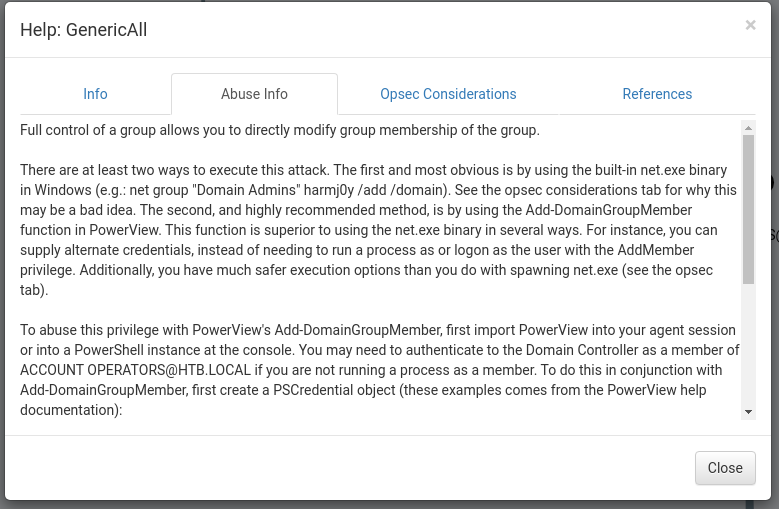 Help: GenericAll
×
Info
Abuse Info
Opsec Considerations
References
Full control of a group allows you to directly modify group membership of the group.
There are at least two ways to execute this attack. The first and most obvious is by using the built-in net.exe binary
in Windows (e.g.: net group "Domain Admins" harmj0y /add /domain). See the opsec considerations tab for why this
may be a bad idea. The second, and highly recommended method, is by using the Add-DomainGroupMember
function in PowerView. This function is superior to using the net.exe binary in several ways. For instance, you can
supply alternate credentials, instead of needing to run a process as or logon as the user with the AddMember
privilege. Additionally, you have much safer execution options than you do with spawning net.exe (see the opsec
tab).
To abuse this privilege with PowerView's Add-DomainGroupMember, first import PowerView into your agent session
or into a PowerShell instance at the console. You may need to authenticate to the Domain Controller as a member of
ACCOUNT OPERATORS@HTB.LOCAL if you are not running a process as a member. To do this in conjunction with
Add-DomainGroupMember, first create a PSCredential object (these examples comes from the PowerView help
documentation):
Close